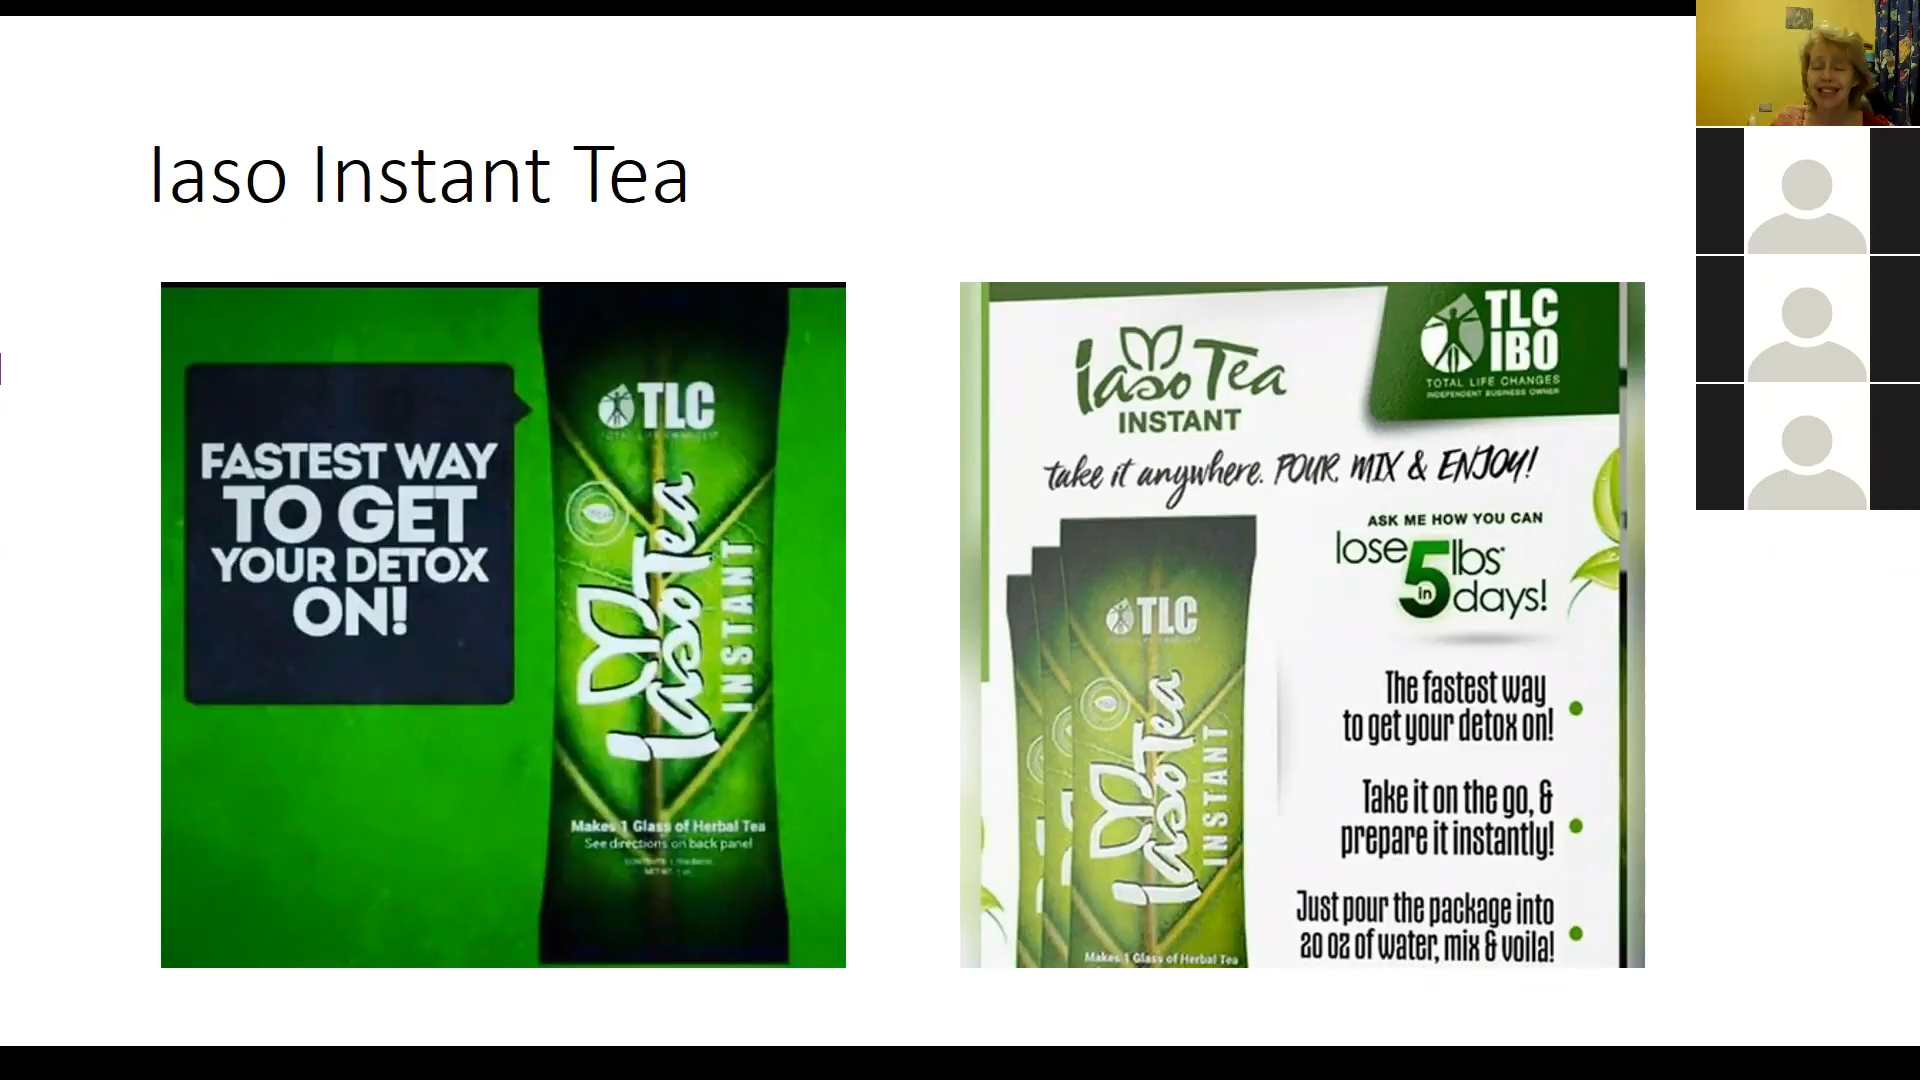 Iaso Instant Tea
FASTEST WAY
TO GET
YOUR DETOX
ON!
TLC
TOTAL LIFE CHANGES
Iaso Tea
INSTANT
Makes 1 Glass of Herbal Tea
See directions on back panel
Iaso Tea
INSTANT
TLC
IBO
TOTAL LIFE CHANGES
INDEPENDENT BUSINESS OWNER
take it anywhere. POUR, MIX & ENJOY!
ASK ME HOW YOU CAN
lose 5 lbs*
in days!
The fastest way
to get your detox on!
Take it on the go, &
prepare it instantly!
Just pour the package into
20 oz of water, mix & voila!
TLC
Iaso Tea
INSTANT
Makes 1 Glass of Herbal Tea